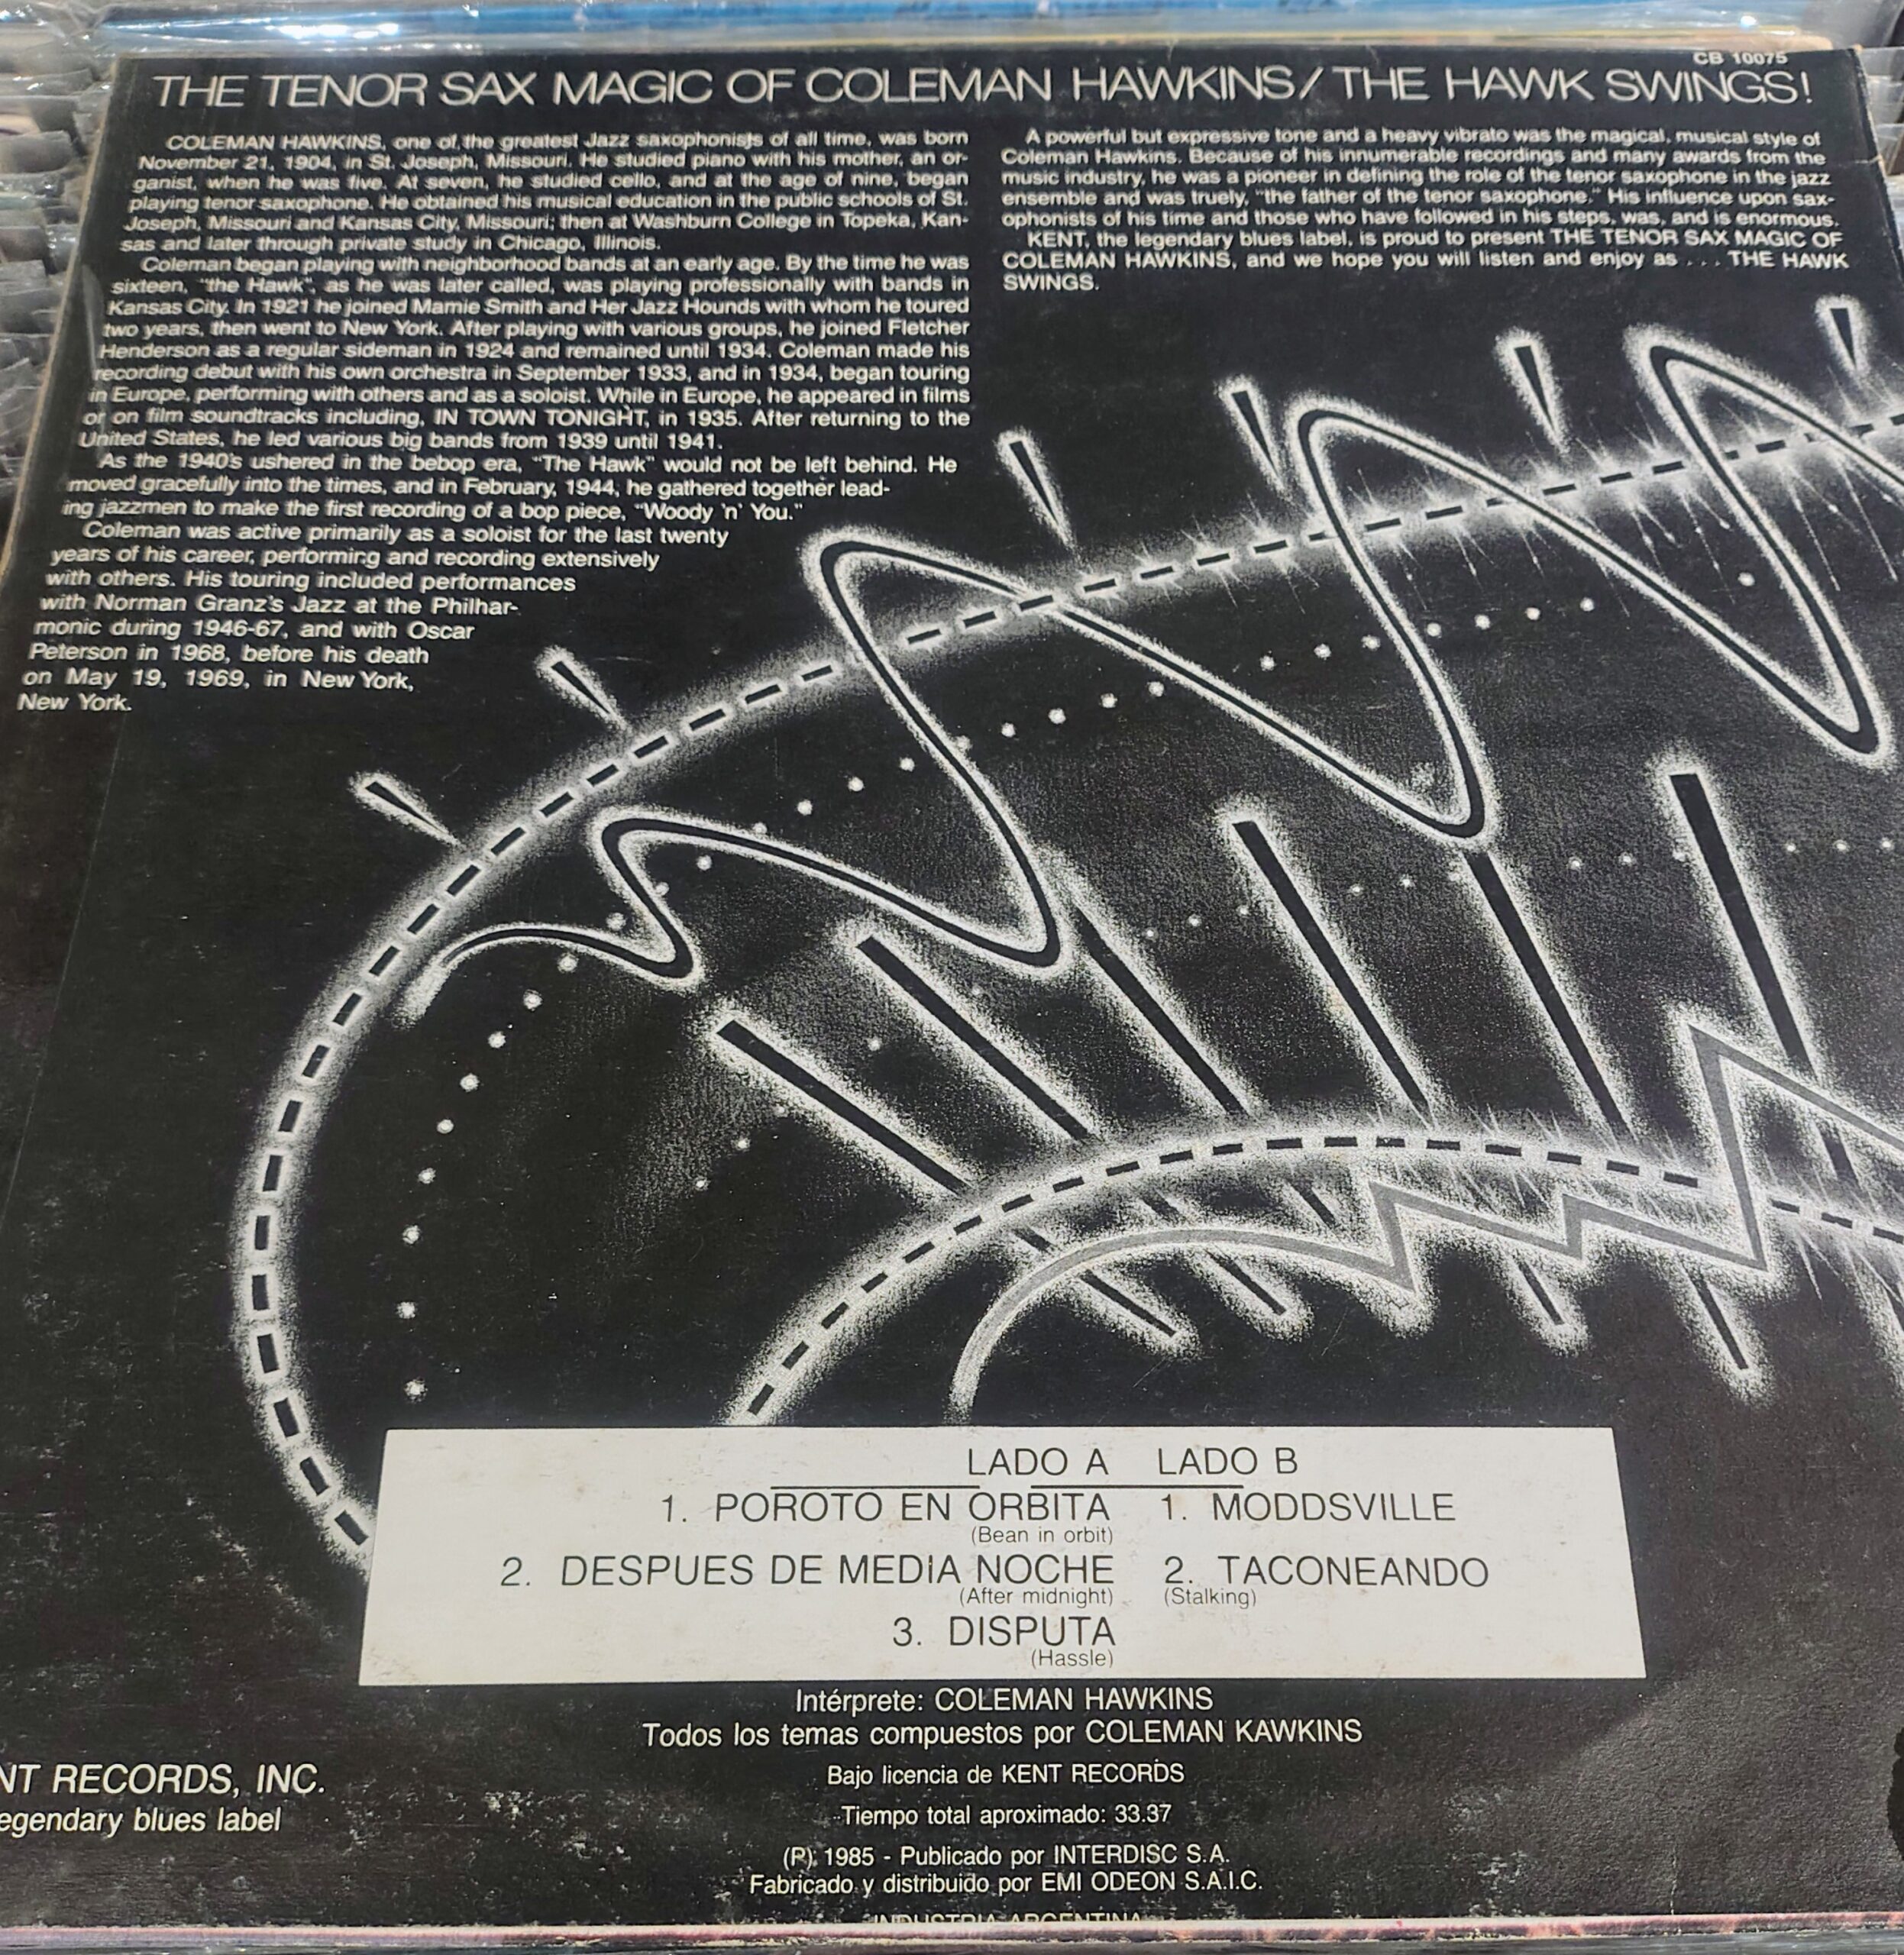 CB 10075
THE TENOR SAX MAGIC OF COLEMAN HAWKINS/THE HAWK SWINGS!
COLEMAN HAWKINS, one of the greatest Jazz saxophonists of all time, was born
November 21, 1904, in St. Joseph, Missouri. He studied piano with his mother, an or-
ganist, when he was five. At seven, he studied cello, and at the age of nine, began
playing tenor saxophone. He obtained his musical education in the public schools of St.
Joseph, Missouri and Kansas City, Missouri; then at Washburn College in Topeka, Kan-
sas and later through private study in Chicago, Illinois.
Coleman began playing with neighborhood bands at an early age. By the time he was
sixteen, "the Hawk", as he was later called, was playing professionally with bands in
Kansas City. In 1921 he joined Mamie Smith and Her Jazz Hounds with whom he toured
two years, then went to New York. After playing with various groups, he joined Fletcher
Henderson as a regular sideman in 1924 and remained until 1934. Coleman made his
recording debut with his own orchestra in September 1933, and in 1934, began touring
in Europe, performing with others and as a soloist. While in Europe, he appeared in films
or on film soundtracks including, IN TOWN TONIGHT, in 1935. After returning to the
United States, he led various big bands from 1939 until 1941.
As the 1940's ushered in the bebop era, "The Hawk" would not be left behind. He
moved gracefully into the times, and in February, 1944, he gathered together lead-
ing jazzmen to make the first recording of a bop piece, "Woody 'n' You."
Coleman was active primarily as a soloist for the last twenty
years of his career, performing and recording extensively
with others. His touring included performances
with Norman Granz's Jazz at the Philhar-
monic during 1946-67, and with Oscar
Peterson in 1968, before his death
on May 19, 1969, in New York,
New York.
A powerful but expressive tone and a heavy vibrato was the magical, musical style of
Coleman Hawkins. Because of his innumerable recordings and many awards from the
music industry, he was a pioneer in defining the role of the tenor saxophone in the jazz
ensemble and was truely, "the father of the tenor saxophone." His influence upon sax-
ophonists of his time and those who have followed in his steps, was, and is enormous.
KENT, the legendary blues label, is proud to present THE TENOR SAX MAGIC OF
COLEMAN HAWKINS, and we hope you will listen and enjoy as . . . THE HAWK
SWINGS.
LADO A
1. POROTO EN ORBITA
(Bean in orbit)
2. DESPUES DE MEDIA NOCHE
(After midnight)
3. DISPUTA
(Hassle)
LADO B
1. MODDSVILLE
2. TACONEANDO
(Stalking)
Intérprete: COLEMAN HAWKINS
Todos los temas compuestos por COLEMAN KAWKINS
Bajo licencia de KENT RECORDS
Tiempo total aproximado: 33.37
(P) 1985 - Publicado por INTERDISC S.A.
Fabricado y distribuido por EMI ODEON S.A.I.C.
INDUSTRIA ARGENTINA
NT RECORDS, INC.
egendary blues label